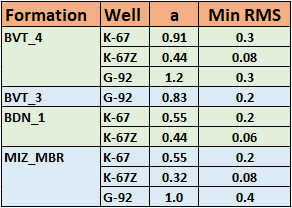 Formation Well a Min RMS
BVT_4 K-67 0.91 0.3
K-67Z 0.44 0.08
G-92 1.2 0.3
BVT_3 G-92 0.83 0.2
BDN_1 K-67 0.55 0.2
K-67Z 0.44 0.06
MIZ_MBR K-67 0.55 0.2
K-67Z 0.32 0.08
G-92 1.0 0.4